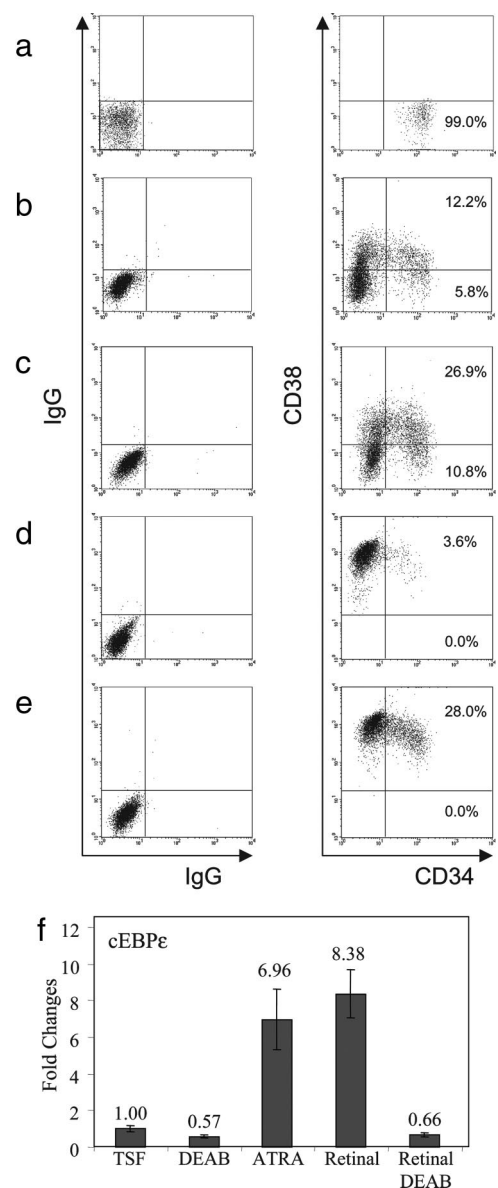 a
99.0%
b
12.2%
5.8%
c
IgG
CD38
26.9%
10.8%
d
3.6%
0.0%
e
28.0%
0.0%
IgG
CD34
f
cEBPε
Fold Changes
12
10
8
6
4
2
0
1.00
0.57
6.96
8.38
0.66
TSF
DEAB
ATRA
Retinal
Retinal
DEAB